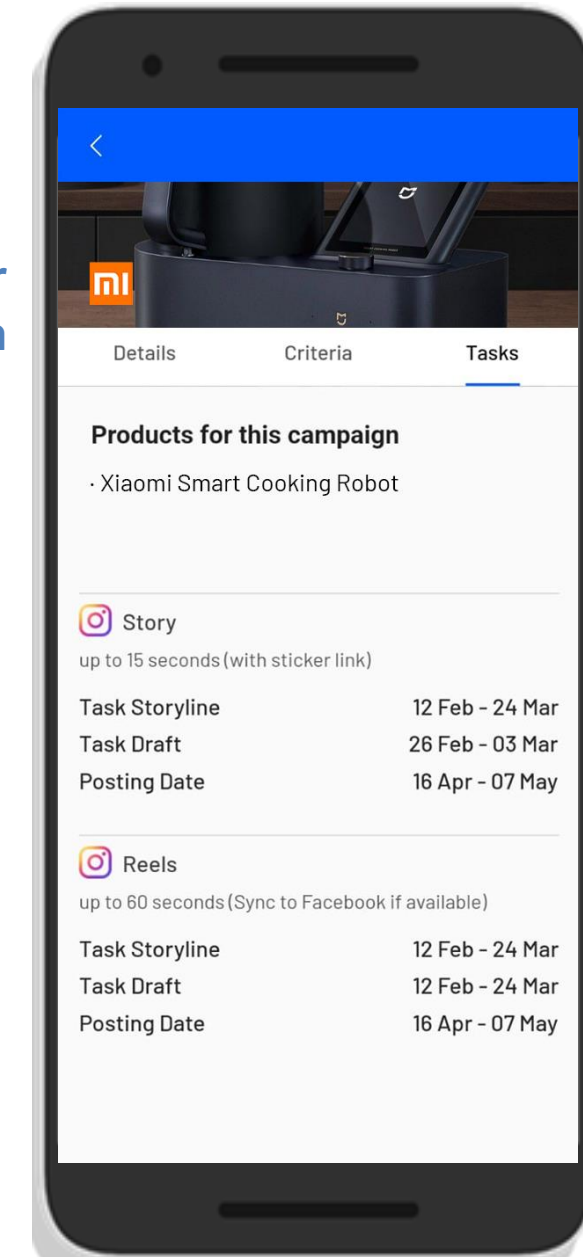 mi
Details Criteria Tasks
Products for this campaign
· Xiaomi Smart Cooking Robot
Story
up to 15 seconds (with sticker link)
Task Storyline 12 Feb - 24 Mar
Task Draft 26 Feb - 03 Mar
Posting Date 16 Apr - 07 May
Reels
up to 60 seconds (Sync to Facebook if available)
Task Storyline 12 Feb - 24 Mar
Task Draft 12 Feb - 24 Mar
Posting Date 16 Apr - 07 May